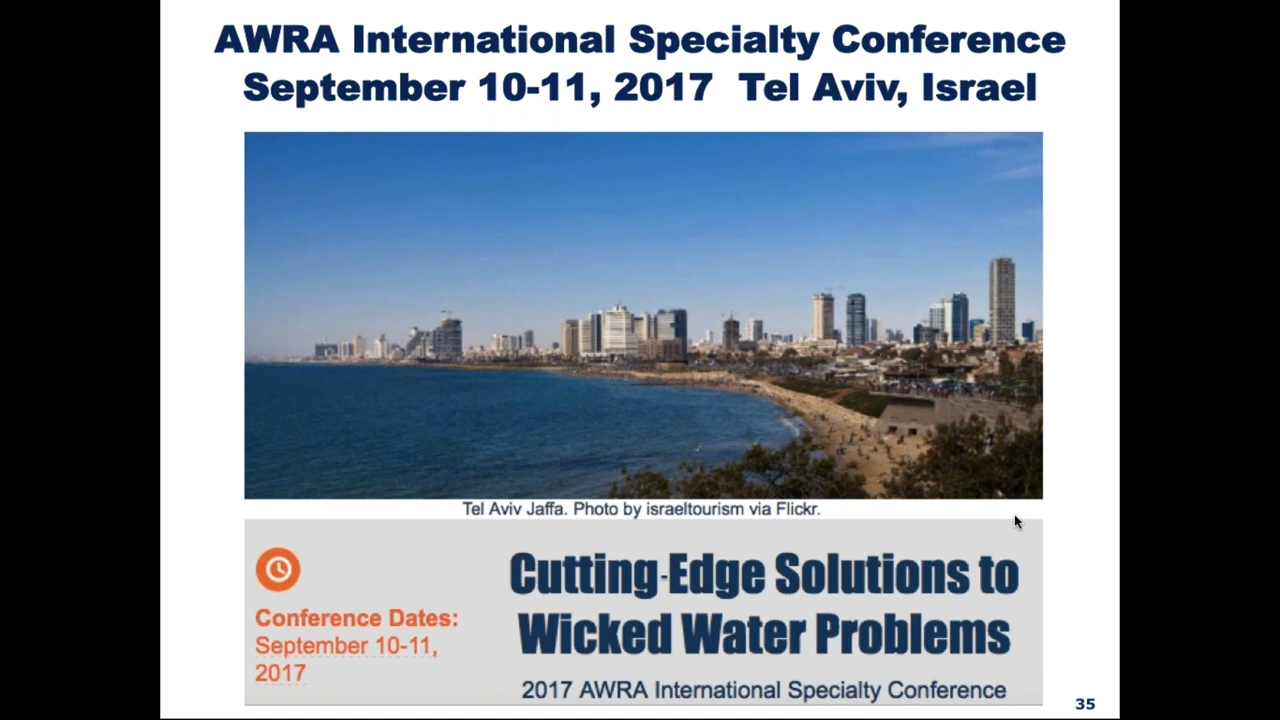 AWRA International Specialty Conference
September 10-11, 2017 Tel Aviv, Israel
Tel Aviv Jaffa. Photo by israeltourism via Flickr.
Conference Dates:
September 10-11,
2017
Cutting-Edge Solutions to
Wicked Water Problems
2017 AWRA International Specialty Conference
35